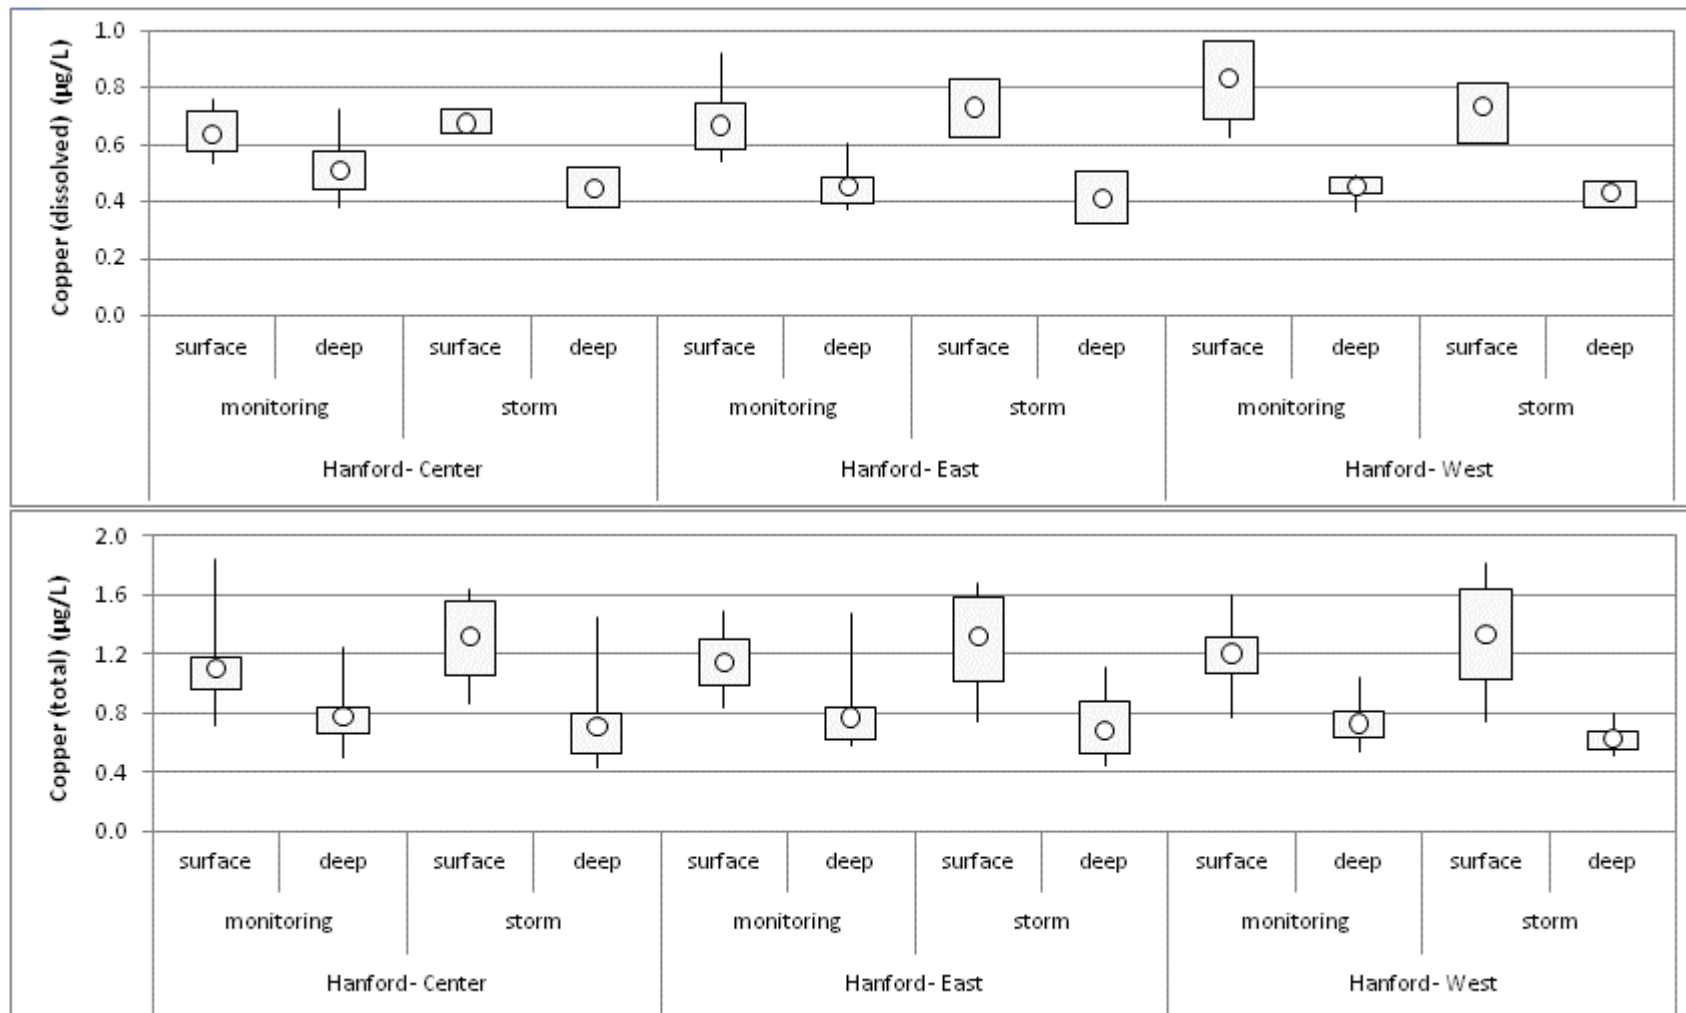 Copper (dissolved) (µg/L)
1.0
0.8
0.6
0.4
0.2
0.0
surface deep surface deep surface deep surface deep surface deep surface deep
monitoring storm monitoring storm monitoring storm
Hanford- Center Hanford- East Hanford- West
Copper (total) (µg/L)
2.0
1.6
1.2
0.8
0.4
0.0
surface deep surface deep surface deep surface deep surface deep surface deep
monitoring storm monitoring storm monitoring storm
Hanford- Center Hanford- East Hanford- West